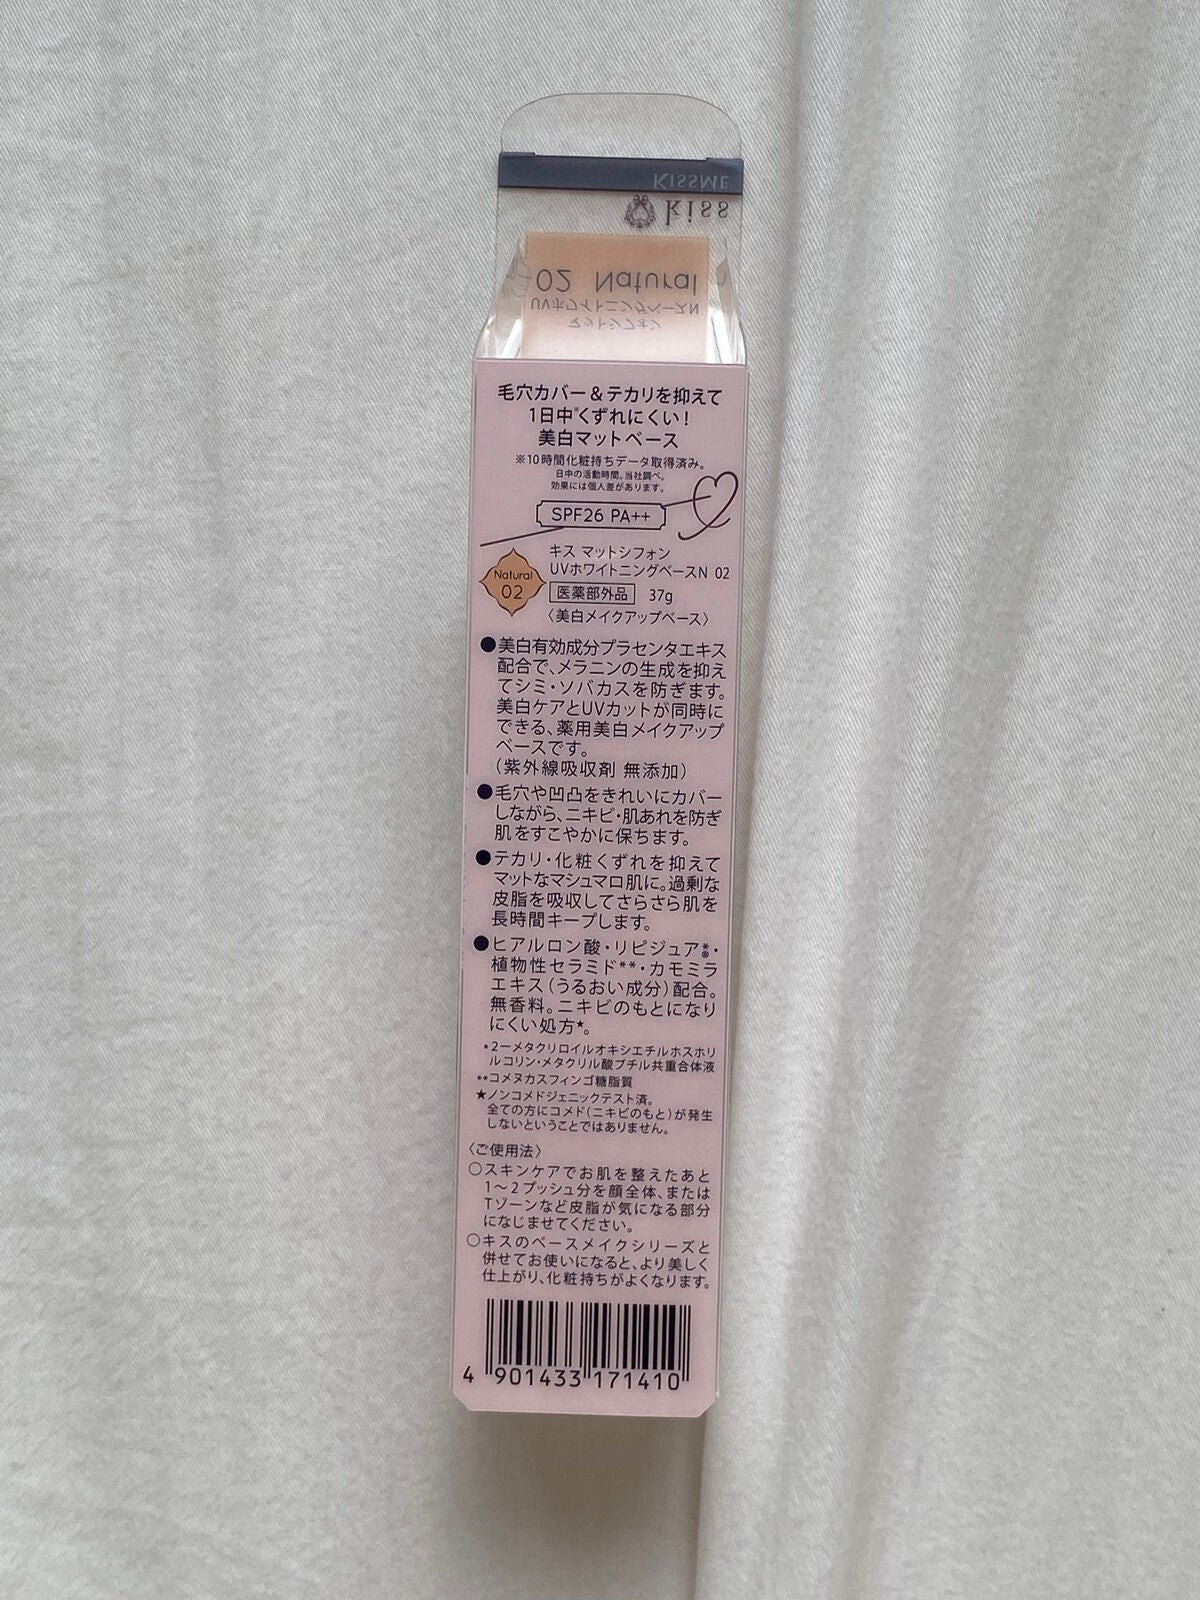 KISSME
kiss
02 Natural
UVホワイトニングベースN
マットシフォン
毛穴カバー&テカリを抑えて
1日中※くずれにくい!
美白マットベース
※10時間化粧持ちデータ取得済み。
日中の活動時間。当社調べ。
効果には個人差があります。
SPF26 PA++
キス マットシフォン
UVホワイトニングベースN 02
Natural
02
医薬部外品 37g
〈美白メイクアップベース〉
●美白有効成分プラセンタエキス
配合で、メラニンの生成を抑え
てシミ・ソバカスを防ぎます。
美白ケアとUVカットが同時に
できる、薬用美白メイクアップ
ベースです。
(紫外線吸収剤 無添加)
●毛穴や凹凸をきれいにカバー
しながら、ニキビ・肌あれを防ぎ
肌をすこやかに保ちます。
●テカリ・化粧くずれを抑えて
マットなマシュマロ肌に。過剰な
皮脂を吸収してさらさら肌を
長時間キープします。
●ヒアルロン酸・リピジュア®*・
植物性セラミド**・カモミラ
エキス(うるおい成分)配合。
無香料。ニキビのもとになり
にくい処方★。
*2-メタクリロイルオキシエチルホスホリ
ルコリン・メタクリル酸ブチル共重合体液
**コメヌカスフィンゴ糖脂質
★ノンコメドジェニックテスト済。
全ての方にコメド(ニキビのもと)が発生
しないということではありません。
〈ご使用法〉
○スキンケアでお肌を整えたあと
1〜2プッシュ分を顔全体、または
Tゾーンなど皮脂が気になる部分
になじませてください。
○キスのベースメイクシリーズと
併せてお使いになると、より美しく
仕上がり、化粧持ちがよくなります。
4 901433 171410